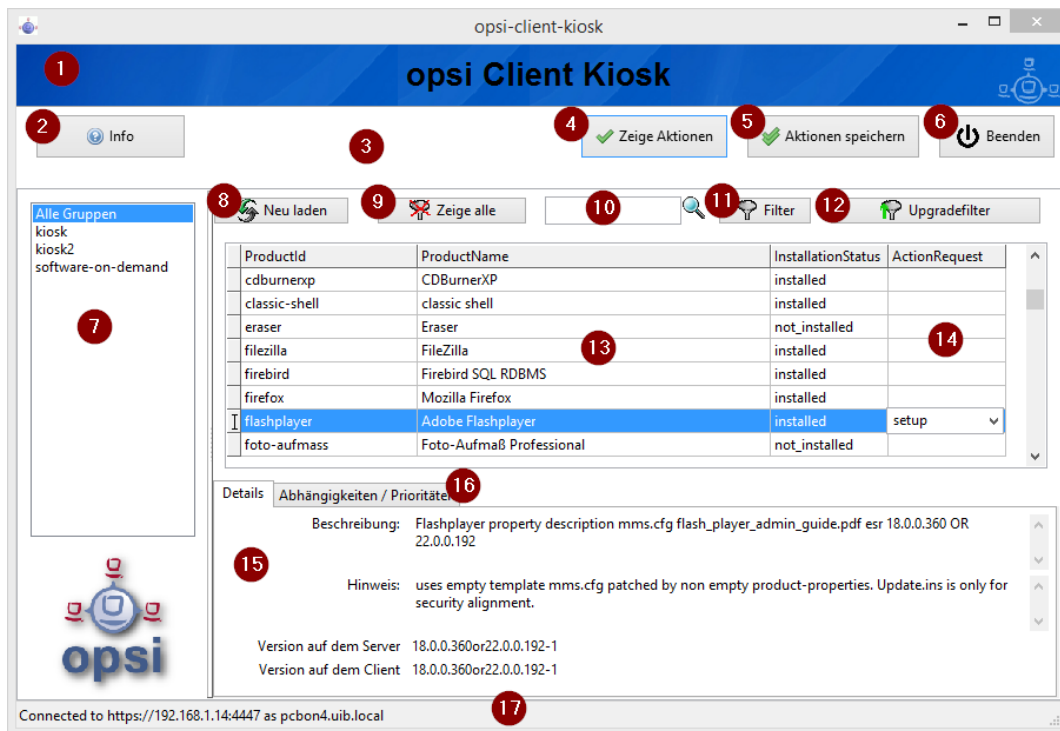 opsi-client-kiosk
1
opsi Client Kiosk
2
Info
3
4
Zeige Aktionen
5
Aktionen speichern
6
Beenden
Alle Gruppen
kiosk
kiosk2
software-on-demand
7
8
Neu laden
9
Zeige alle
10
11
Filter
12
Upgradefilter
ProductId ProductName InstallationStatus ActionRequest
cdburnerxp CDBurnerXP installed
classic-shell classic shell installed
eraser Eraser not_installed
filezilla FileZilla installed
firebird Firebird SQL RDBMS installed
firefox Mozilla Firefox installed
flashplayer Adobe Flashplayer installed setup
foto-aufmass Foto-Aufmaß Professional not_installed
13
14
Details
Abhängigkeiten / Prioritäten
16
15
Beschreibung: Flashplayer property description mms.cfg flash_player_admin_guide.pdf esr 18.0.0.360 OR
22.0.0.192
Hinweis: uses empty template mms.cfg patched by non empty product-properties. Update.ins is only for
security alignment.
Version auf dem Server 18.0.0.360or22.0.0.192-1
Version auf dem Client 18.0.0.360or22.0.0.192-1
opsi
17
Connected to https://192.168.1.14:4447 as pcbon4.uib.local